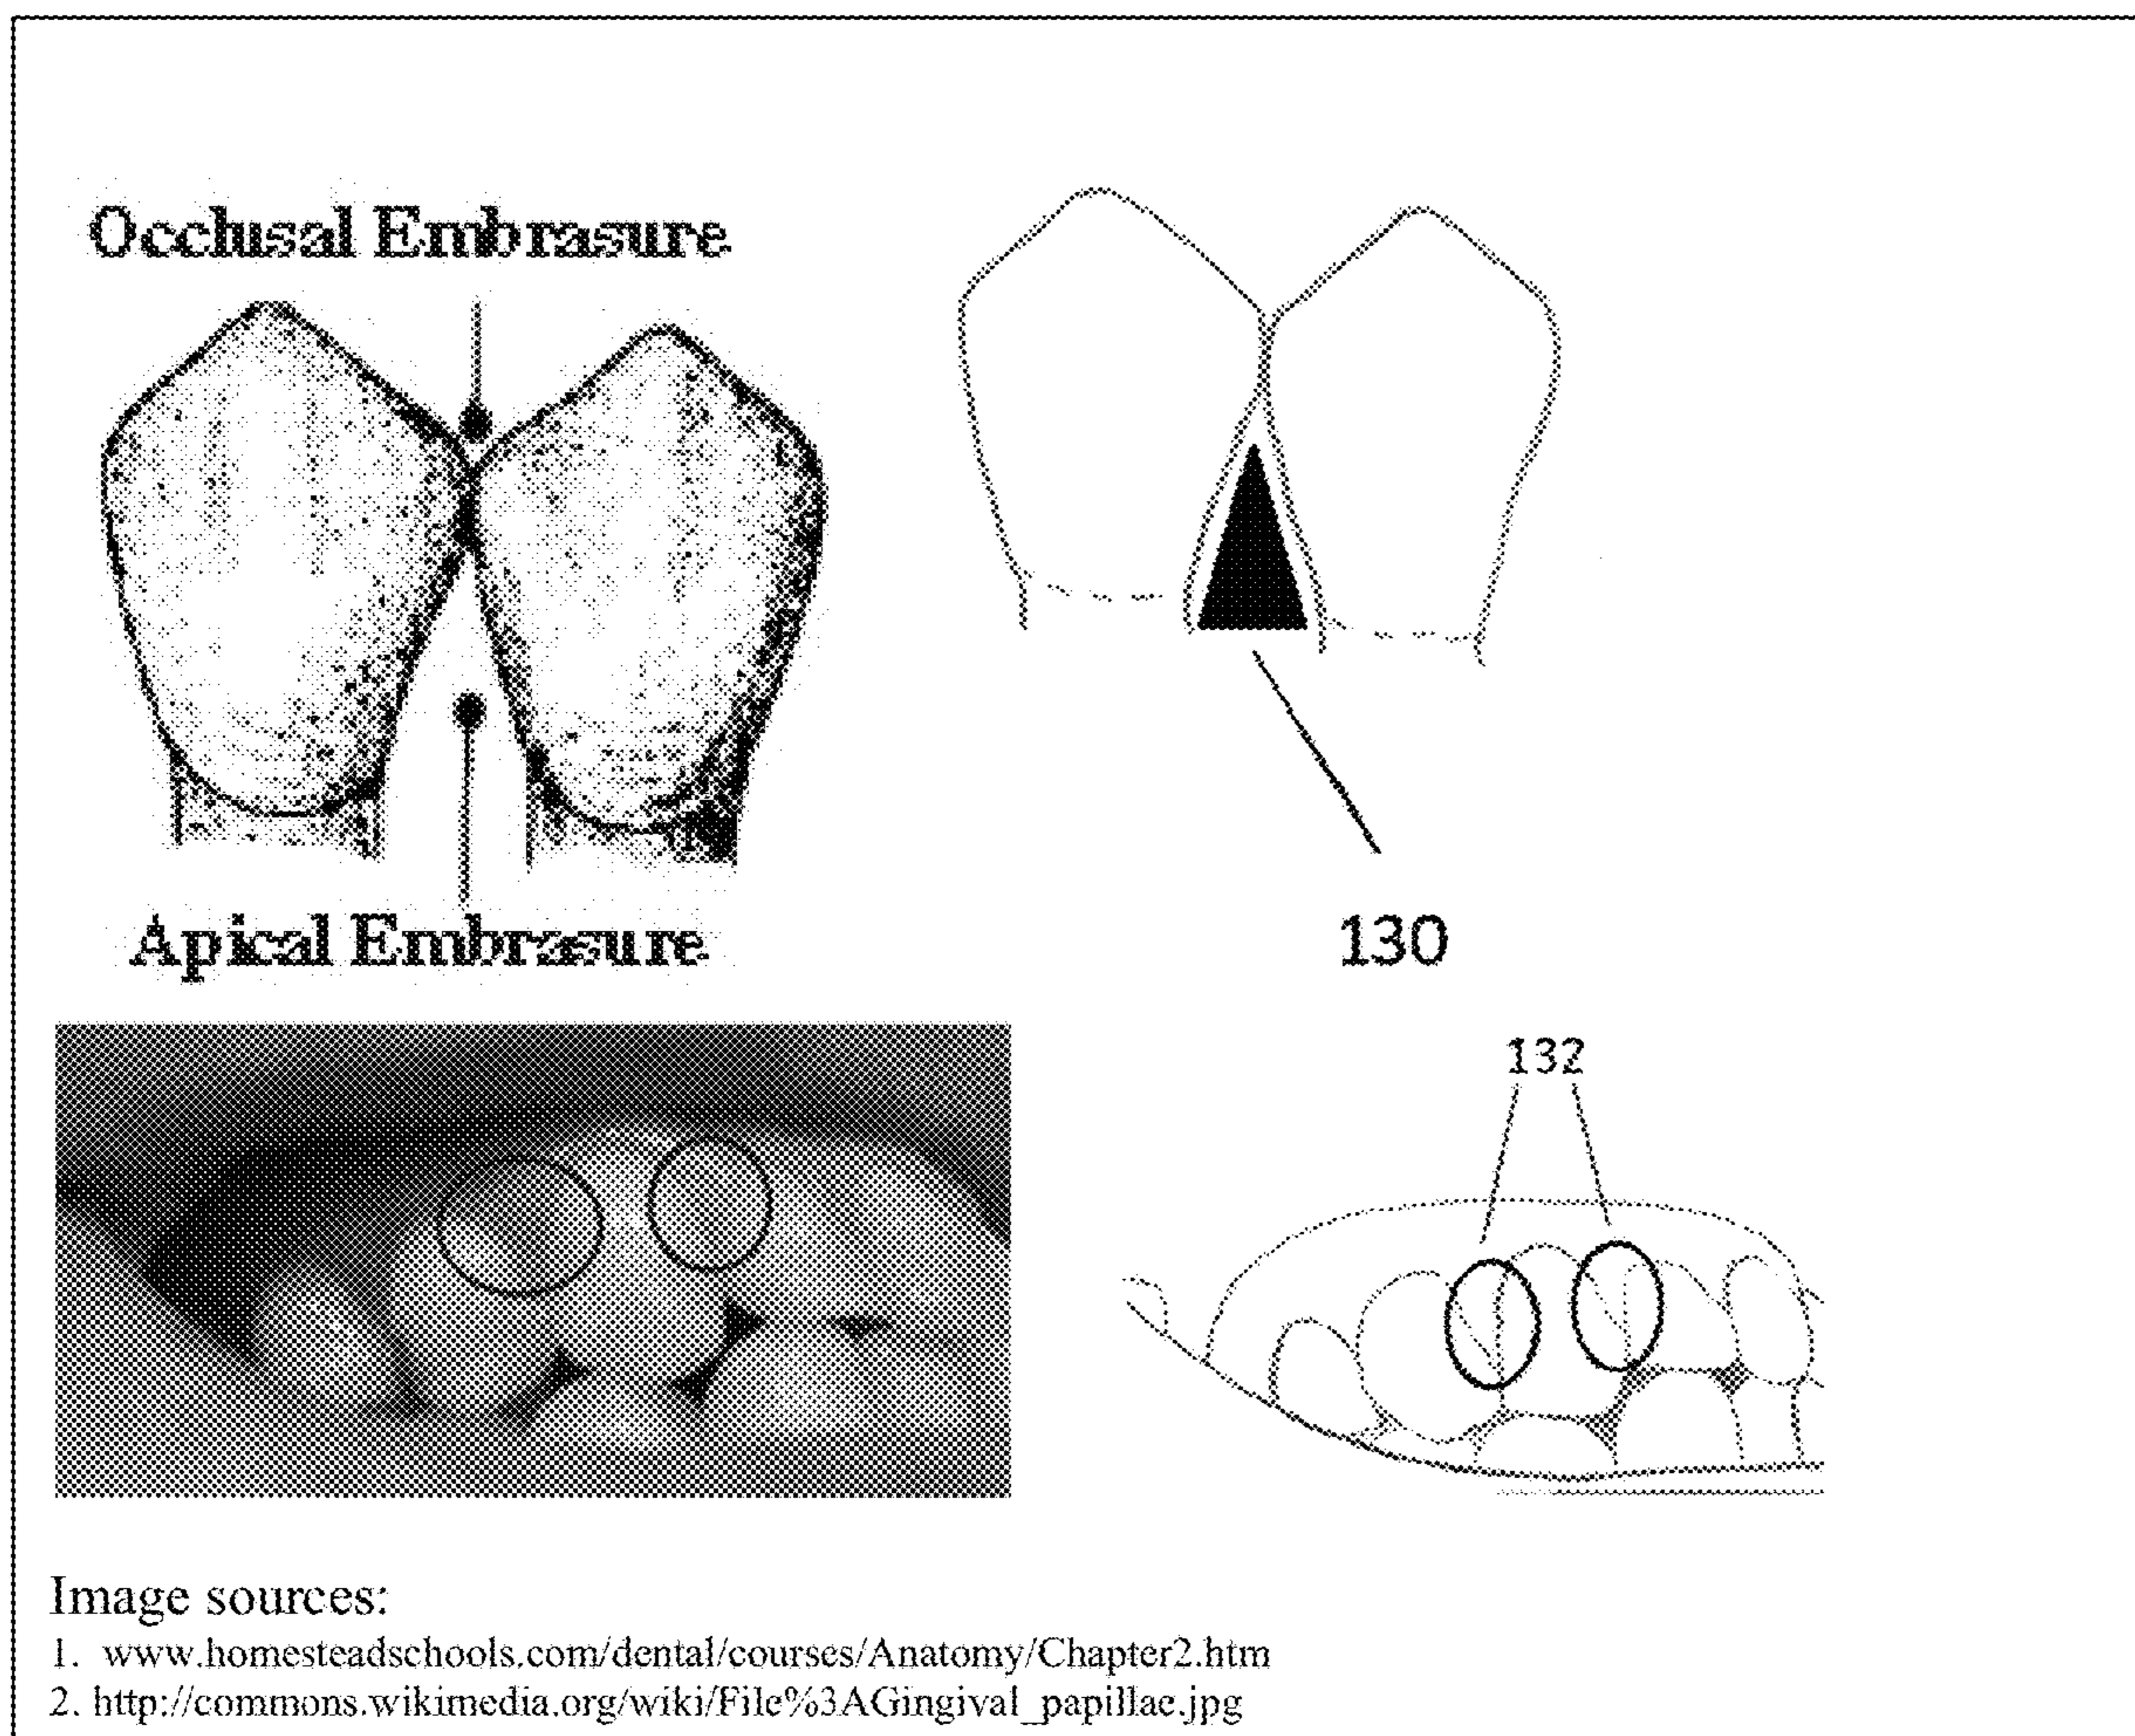 Occlusal Embrasure
Apical Embrasure
130
132
Image sources:
1. www.homesteadschools.com/dental/courses/Anatomy/Chapter2.htm
2. http://commons.wikimedia.org/wiki/File%3AGingival_papillae.jpg